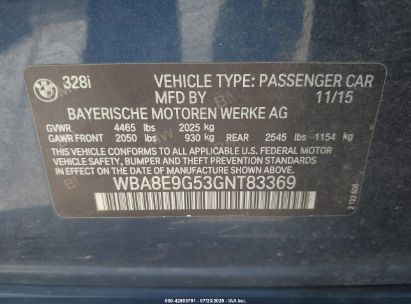 328i
VEHICLE TYPE: PASSENGER CAR
MFD BY 11/15
BAYERISCHE MOTOREN WERKE AG
GVWR 4465 lbs 2025 kg
GAWR FRONT 2050 lbs 930 kg REAR 2545 lbs 1154 kg
THIS VEHICLE CONFORMS TO ALL APPLICABLE U.S. FEDERAL MOTOR
VEHICLE SAFETY, BUMPER AND THEFT PREVENTION STANDARDS IN
EFFECT ON THE DATE OF MANUFACTURE SHOWN ABOVE.
WBA8E9G53GNT83369